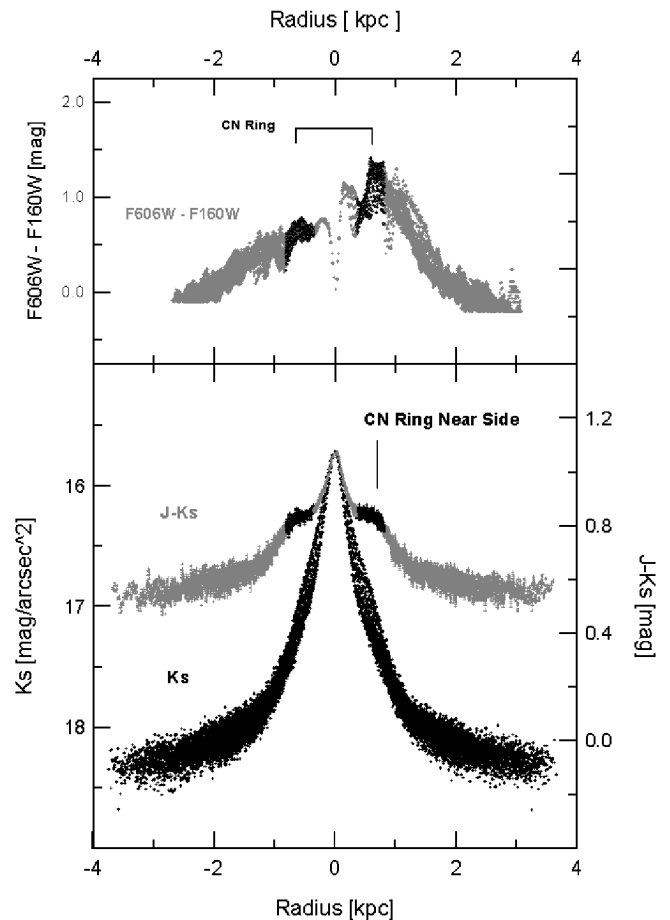 Radius [ kpc ]
-4 -2 0 2 4
2.0
CN Ring
F606W - F160W [mag]
1.0
F606W - F160W
0.0
1.2
CN Ring Near Side
16
J-Ks
0.8
Ks [mag/arcsec^2]
J-Ks [mag]
17
0.4
Ks
18
0.0
-4 -2 0 2 4
Radius [kpc]